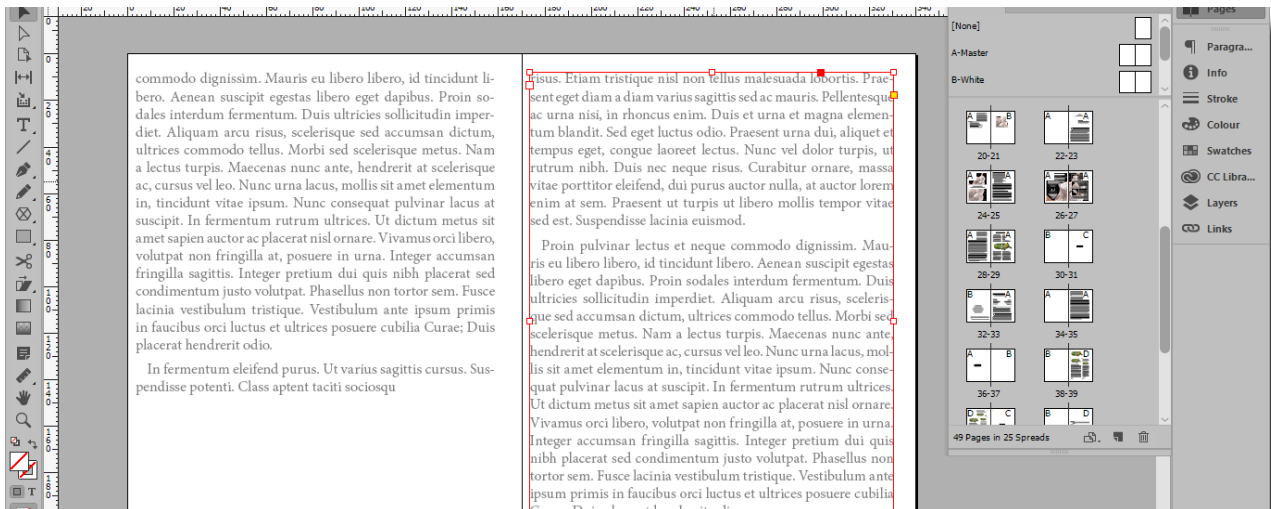 commodo dignissim. Mauris eu libero libero, id tincidunt li-
bero. Aenean suscipit egestas libero eget dapibus. Proin so-
dales interdum fermentum. Duis ultricies sollicitudin imper-
diet. Aliquam arcu risus, scelerisque sed accumsan dictum,
ultrices commodo tellus. Morbi sed scelerisque metus. Nam
a lectus turpis. Maecenas nunc ante, hendrerit at scelerisque
ac, cursus vel leo. Nunc urna lacus, mollis sit amet elementum
in, tincidunt vitae ipsum. Nunc consequat pulvinar lacus at
suscipit. In fermentum rutrum ultrices. Ut dictum metus sit
amet sapien auctor ac placerat nisl ornare. Vivamus orci libero,
volutpat non fringilla at, posuere in urna. Integer accumsan
fringilla sagittis. Integer pretium dui quis nibh placerat sed
condimentum justo volutpat. Phasellus non tortor sem. Fusce
lacinia vestibulum tristique. Vestibulum ante ipsum primis
in faucibus orci luctus et ultrices posuere cubilia Curae; Duis
placerat hendrerit odio.
In fermentum eleifend purus. Ut varius sagittis cursus. Sus-
pendisse potenti. Class aptent taciti sociosqu
risus. Etiam tristique nisl non tellus malesuada lobortis. Prae-
sent eget diam a diam varius sagittis sed ac mauris. Pellentesque
ac urna nisi, in rhoncus enim. Duis et urna et magna elemen-
tum blandit. Sed eget luctus odio. Praesent urna dui, aliquet et
tempus eget, congue laoreet lectus. Nunc vel dolor turpis, ut
rutrum nibh. Duis nec neque risus. Curabitur ornare, massa
vitae porttitor eleifend, dui purus auctor nulla, at auctor lorem
enim at sem. Praesent ut turpis ut libero mollis tempor vitae
sed est. Suspendisse lacinia euismod.
Proin pulvinar lectus et neque commodo dignissim. Mau-
ris eu libero libero, id tincidunt libero. Aenean suscipit egestas
libero eget dapibus. Proin sodales interdum fermentum. Duis
ultricies sollicitudin imperdiet. Aliquam arcu risus, sceleris-
que sed accumsan dictum, ultrices commodo tellus. Morbi sed
scelerisque metus. Nam a lectus turpis. Maecenas nunc ante,
hendrerit at scelerisque ac, cursus vel leo. Nunc urna lacus, mol-
lis sit amet elementum in, tincidunt vitae ipsum. Nunc conse-
quat pulvinar lacus at suscipit. In fermentum rutrum ultrices.
Ut dictum metus sit amet sapien auctor ac placerat nisl ornare.
Vivamus orci libero, volutpat non fringilla at, posuere in urna.
Integer accumsan fringilla sagittis. Integer pretium dui quis
nibh placerat sed condimentum justo volutpat. Phasellus non
tortor sem. Fusce lacinia vestibulum tristique. Vestibulum ante
ipsum primis in faucibus orci luctus et ultrices posuere cubilia
[None]
A-Master
B-White
20-21 22-23
24-25 26-27
28-29 30-31
32-33 34-35
36-37 38-39
49 Pages in 25 Spreads
Pages
Paragra...
Info
Stroke
Colour
Swatches
CC Libra...
Layers
Links